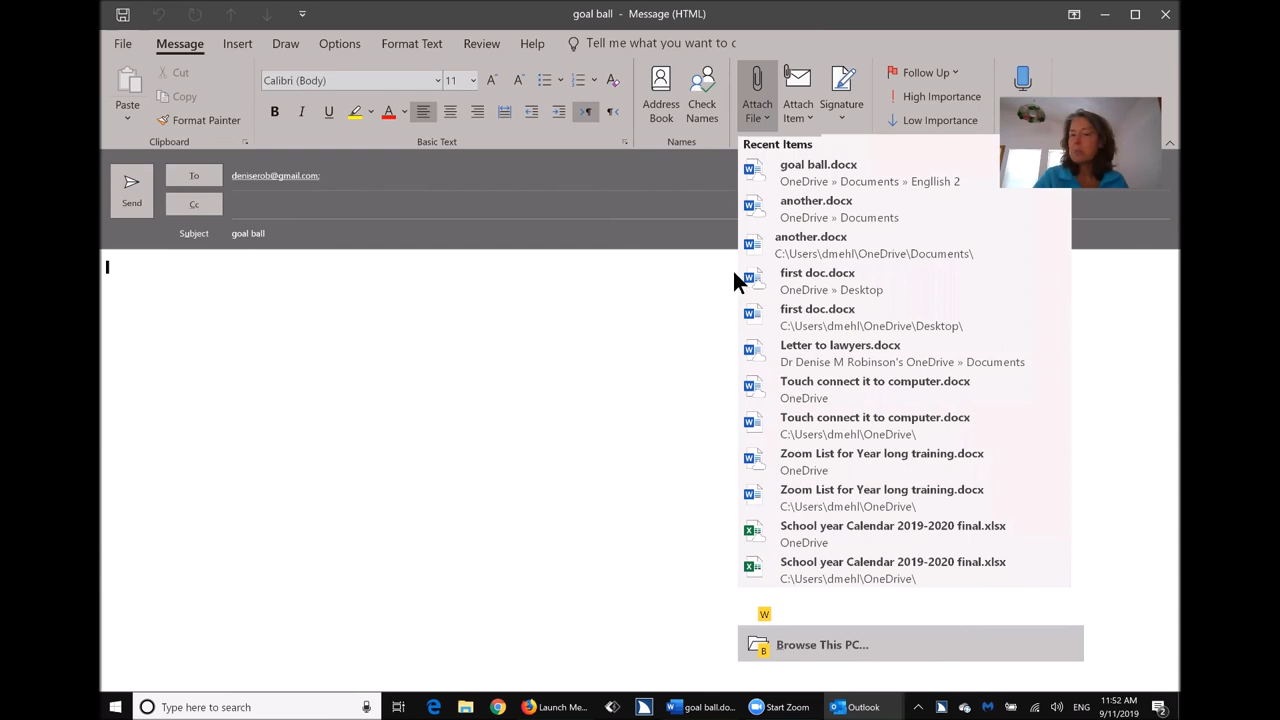 goal ball - Message (HTML)
File Message Insert Draw Options Format Text Review Help Tell me what you want to c
Paste
Cut
Copy
Format Painter
Clipboard
Calibri (Body) 11
B I U
Basic Text
Address Book
Check Names
Names
Attach File
Attach Item
Signature
Follow Up
High Importance
Low Importance
Send
To deniserob@gmail.com;
Cc
Subject goal ball
Recent Items
goal ball.docx
OneDrive » Documents » Engllish 2
another.docx
OneDrive » Documents
another.docx
C:\Users\dmehl\OneDrive\Documents\
first doc.docx
OneDrive » Desktop
first doc.docx
C:\Users\dmehl\OneDrive\Desktop\
Letter to lawyers.docx
Dr Denise M Robinson's OneDrive » Documents
Touch connect it to computer.docx
OneDrive
Touch connect it to computer.docx
C:\Users\dmehl\OneDrive\
Zoom List for Year long training.docx
OneDrive
Zoom List for Year long training.docx
C:\Users\dmehl\OneDrive\
School year Calendar 2019-2020 final.xlsx
OneDrive
School year Calendar 2019-2020 final.xlsx
C:\Users\dmehl\OneDrive\
W
B Browse This PC...
Type here to search
Launch Me...
goal ball.do...
Start Zoom
Outlook
ENG
11:52 AM
9/11/2019
2